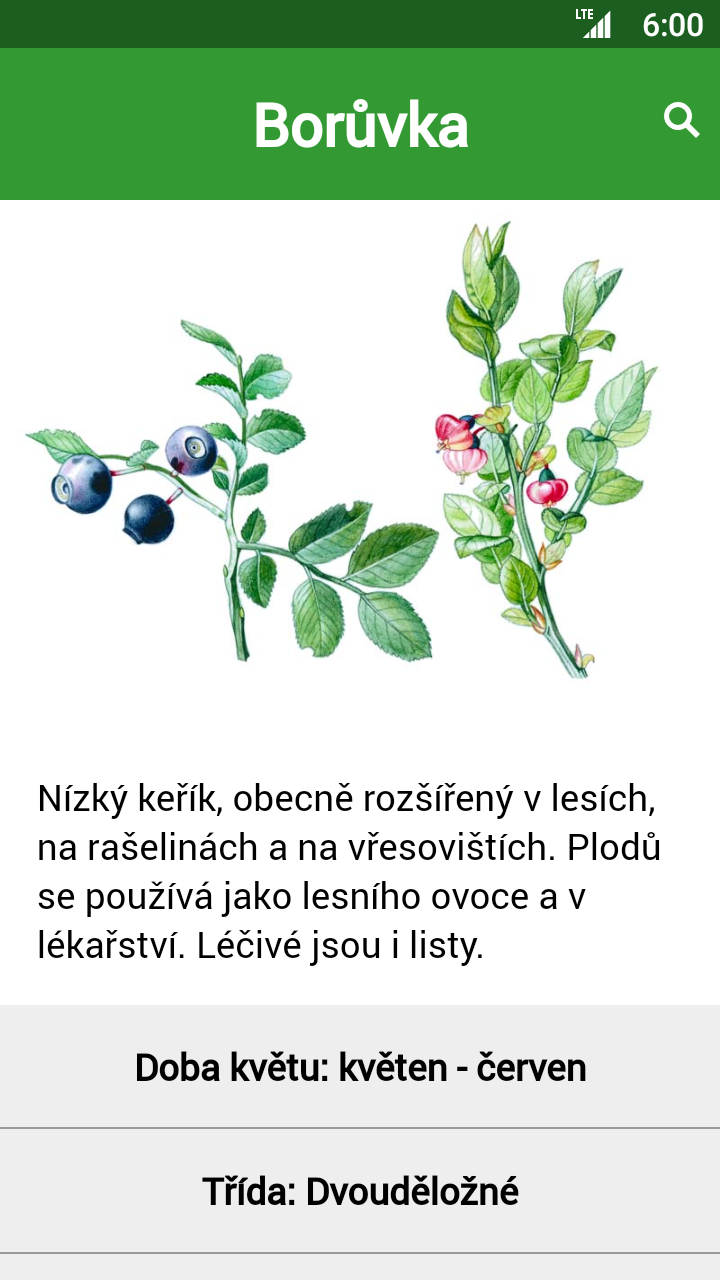 LTE 6:00
Borůvka
Nízký keřík, obecně rozšířený v lesích,
na rašelinách a na vřesovištích. Plodů
se používá jako lesního ovoce a v
lékařství. Léčivé jsou i listy.
Doba květu: květen - červen
Třída: Dvouděložné